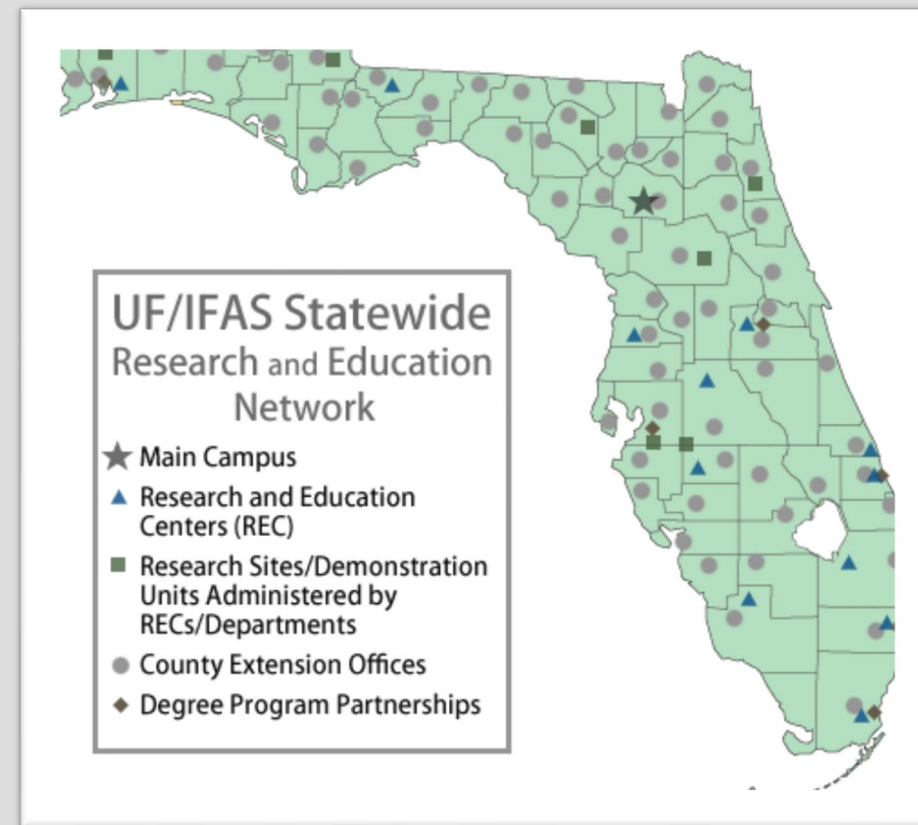 UF/IFAS Statewide
Research and Education
Network
Main Campus
Research and Education
Centers (REC)
Research Sites/Demonstration
Units Administered by
RECs/Departments
County Extension Offices
Degree Program Partnerships